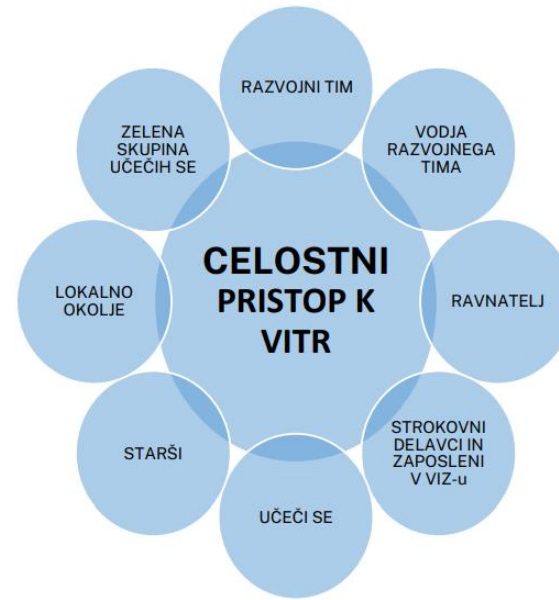 RAZVOJNI TIM
VODJA
RAZVOJNEGA
TIMA
RAVNATELJ
STROKOVNI
DELAVCI IN
ZAPOSLENI
V VIZ-u
UČEČI SE
STARŠI
LOKALNO
OKOLJE
ZELENA
SKUPINA
UČEČIH SE
CELOSTNI
PRISTOP K
VITR